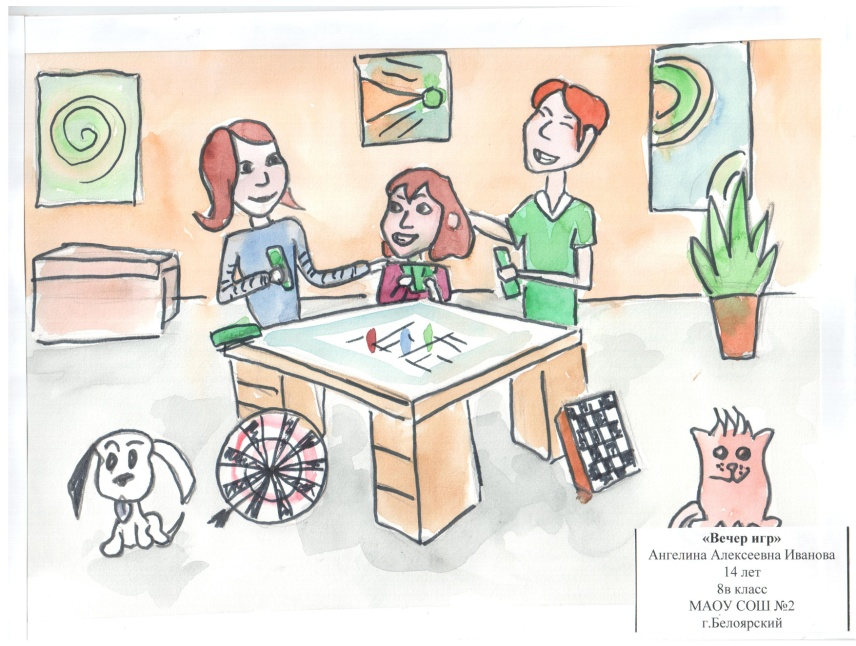 «Вечер игр»
Ангелина Алексеевна Иванова
14 лет
8в класс
МАОУ СОШ №2
г.Белоярский